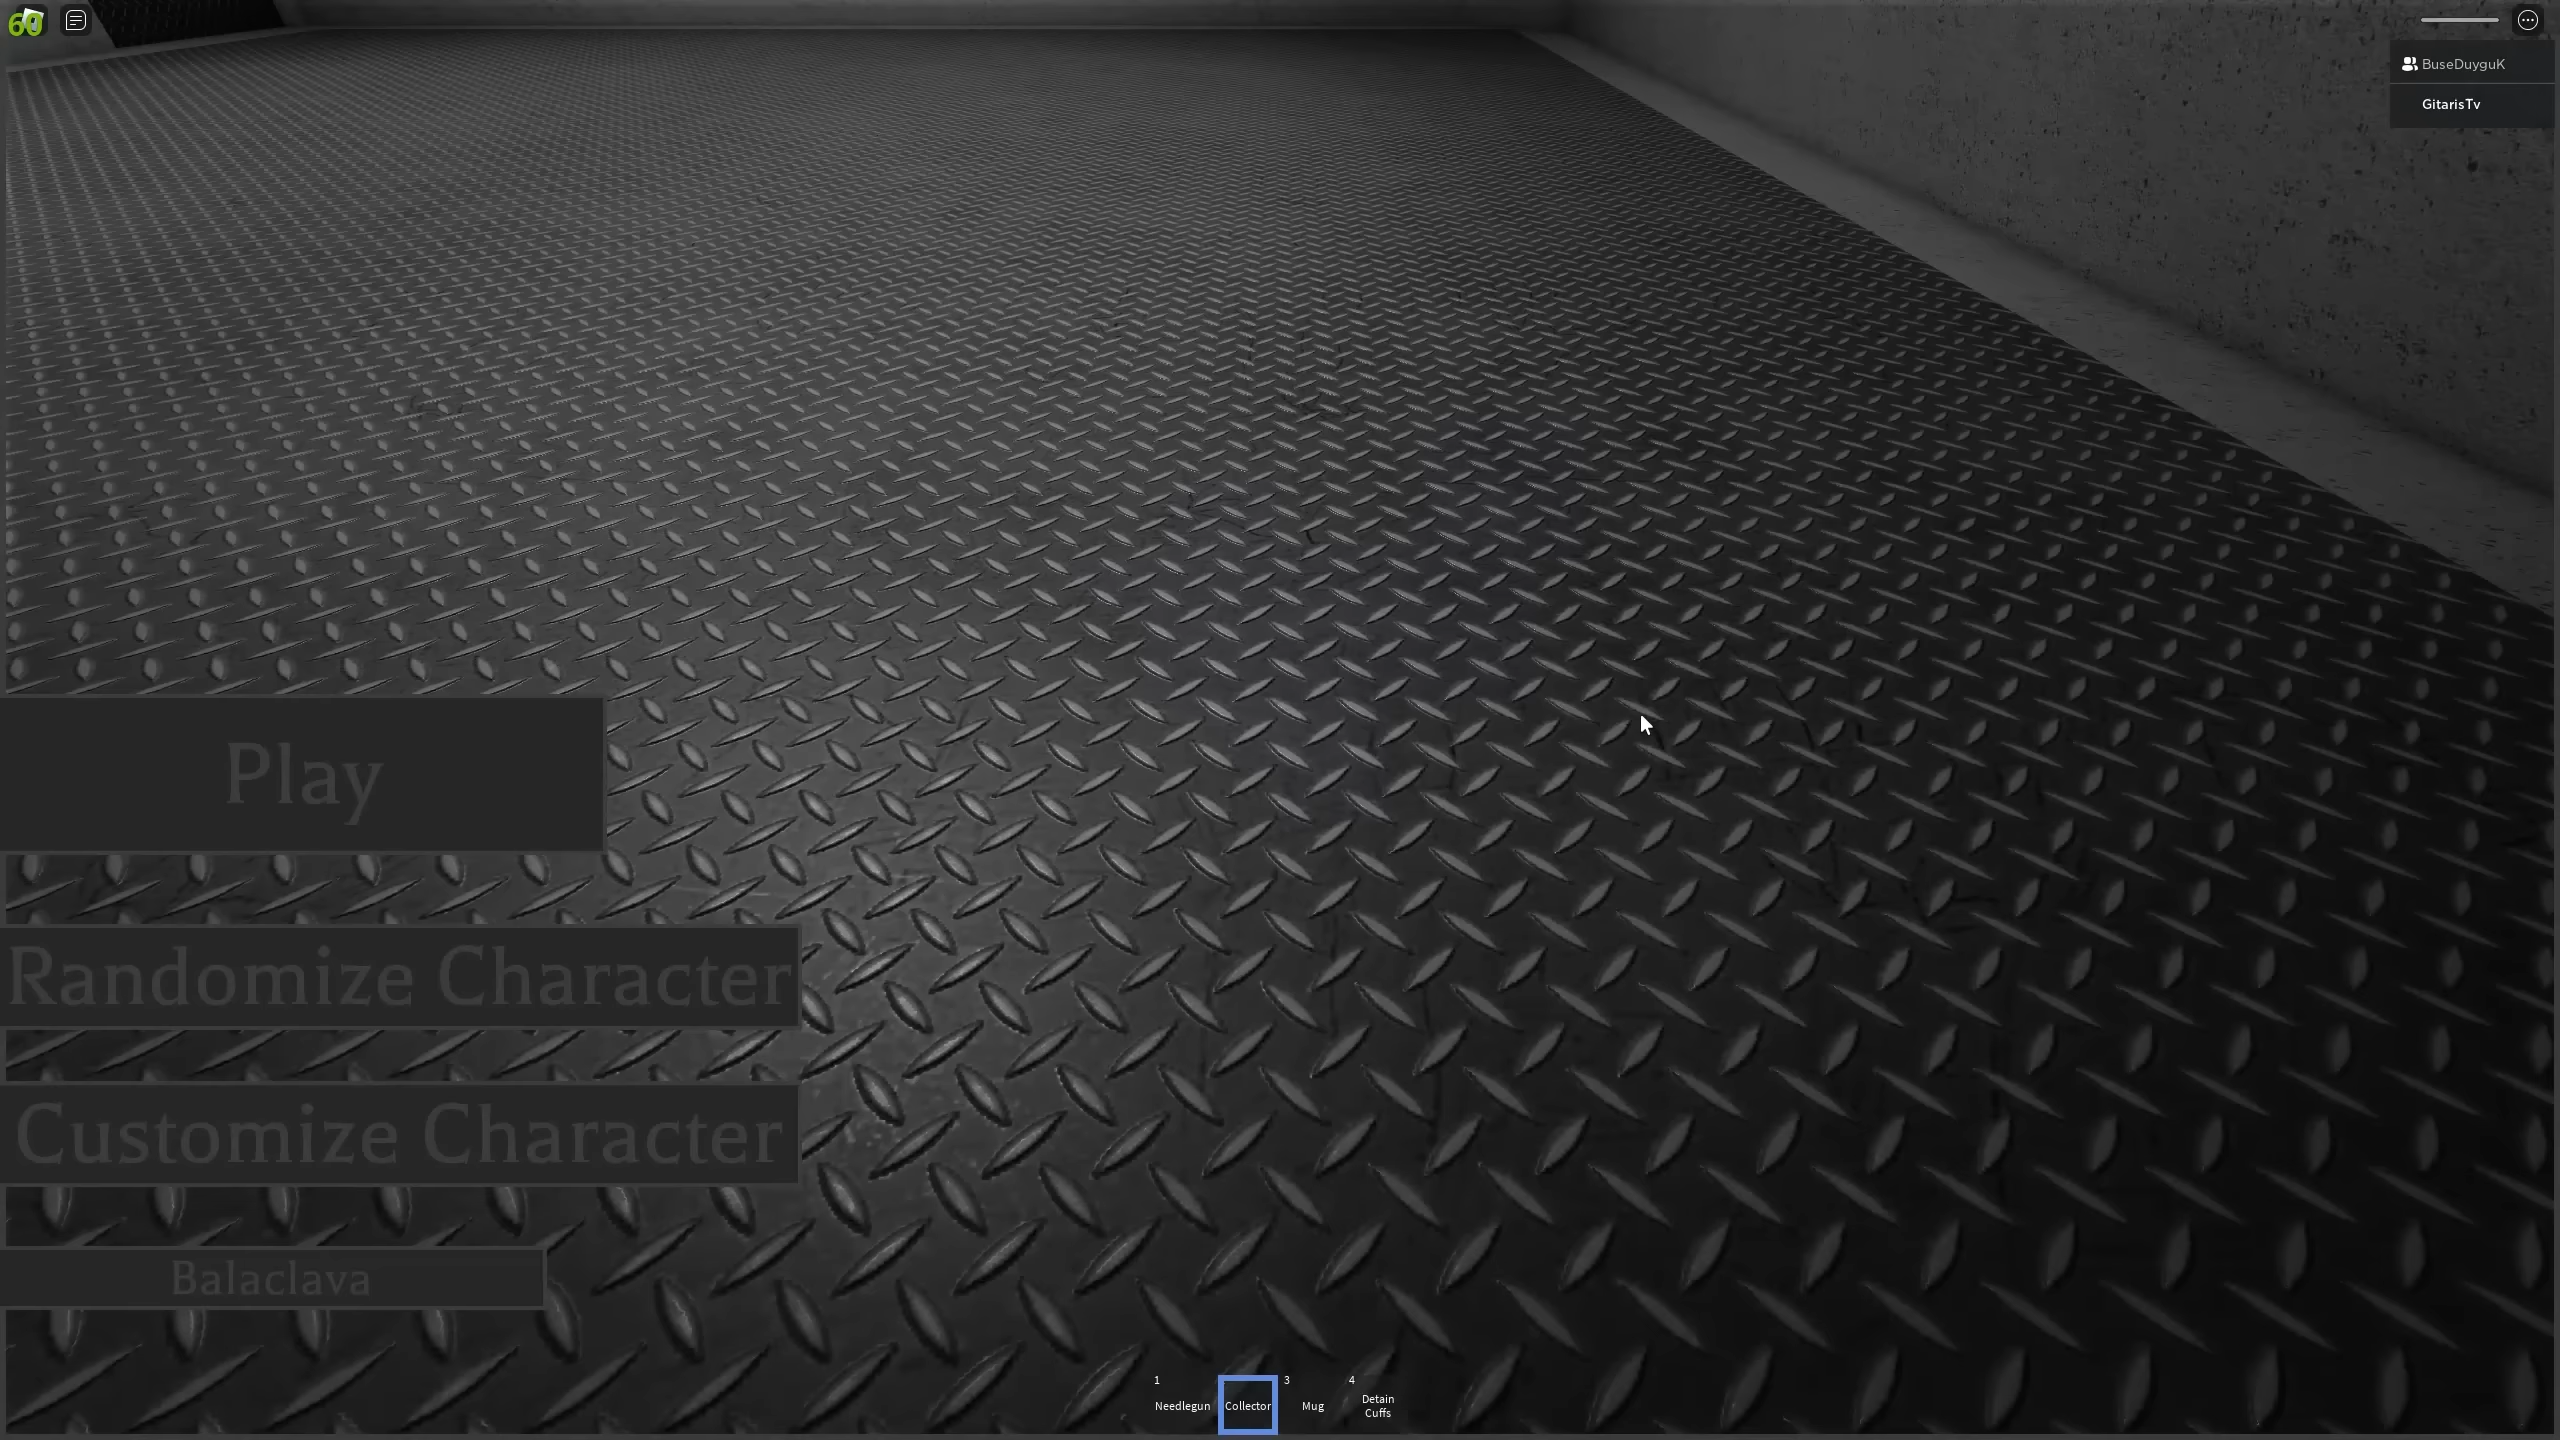 60
BuseDuyguK
GitarisTv
Play
Randomize Character
Customize Character
Balaclava
1
Needlegun
Collector
3
Mug
4
Detain
Cuffs